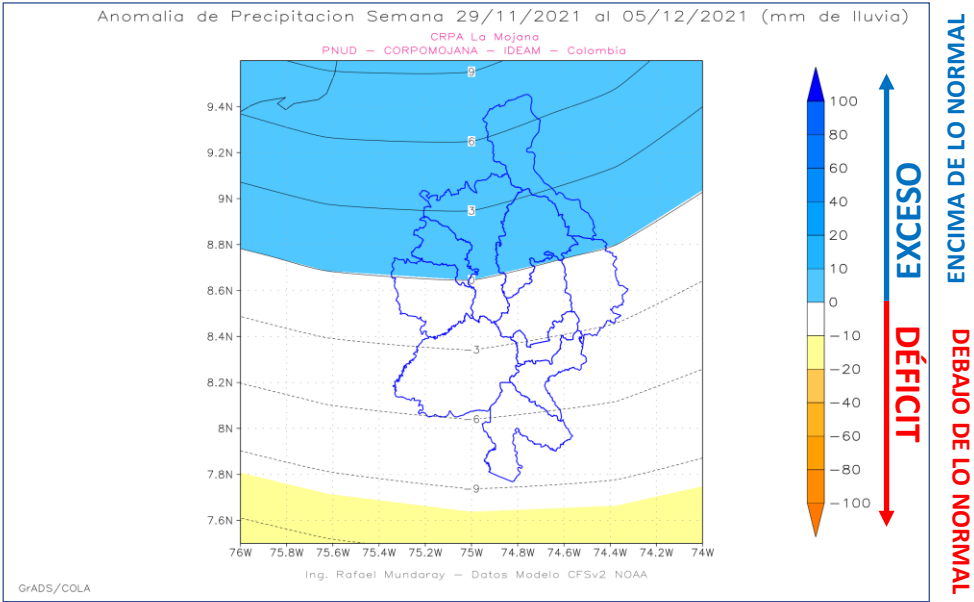 Anomalia de Precipitacion Semana 29/11/2021 al 05/12/2021 (mm de lluvia)
CRPA La Mojana
PNUD – CORPOMOJANA – IDEAM – Colombia
9
6
3
0
-3
-6
-9
9.4N
9.2N
9N
8.8N
8.6N
8.4N
8.2N
8N
7.8N
7.6N
76W 75.8W 75.6W 75.4W 75.2W 75W 74.8W 74.6W 74.4W 74.2W 74W
100
80
60
40
20
10
0
-10
-20
-40
-60
-80
-100
EXCESO
DÉFICIT
ENCIMA DE LO NORMAL
DEBAJO DE LO NORMAL
Ing. Rafael Mundaray – Datos Modelo CFSv2 NOAA
GrADS/COLA